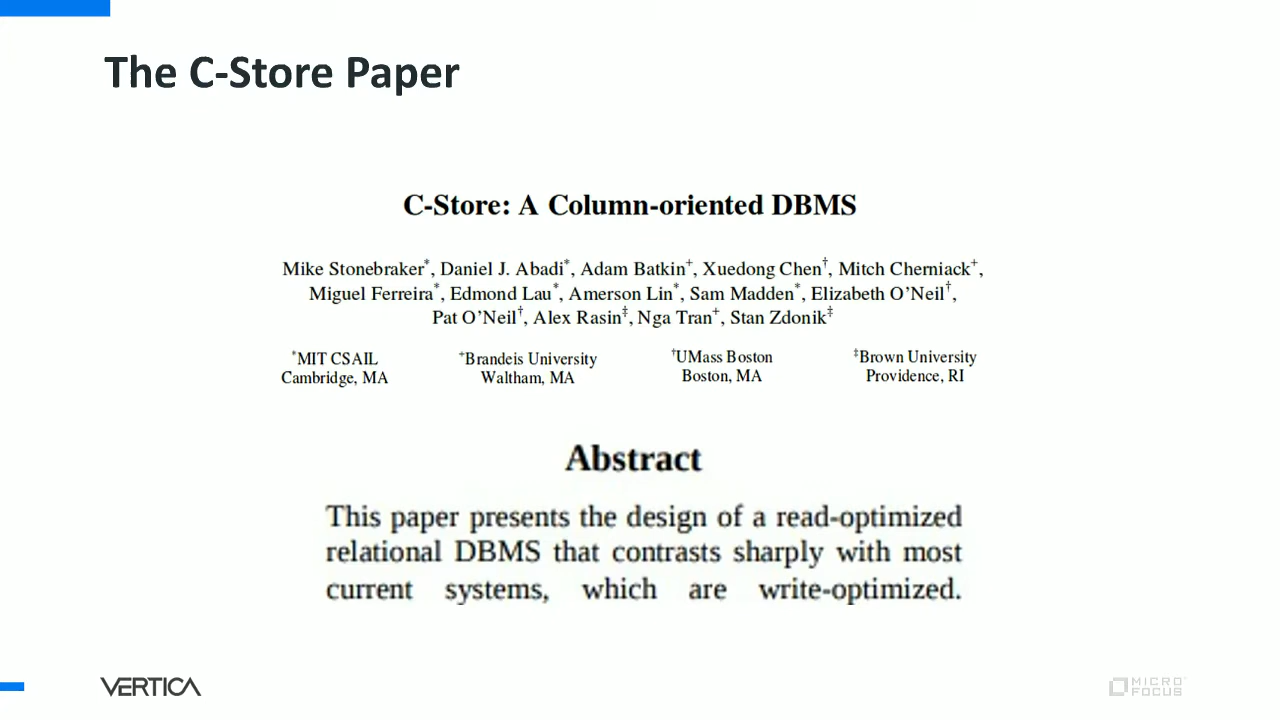 The C-Store Paper
C-Store: A Column-oriented DBMS
Mike Stonebraker*, Daniel J. Abadi*, Adam Batkin+, Xuedong Chen†, Mitch Cherniack+,
Miguel Ferreira*, Edmond Lau*, Amerson Lin*, Sam Madden*, Elizabeth O'Neil†,
Pat O'Neil†, Alex Rasin‡, Nga Tran+, Stan Zdonik‡
*MIT CSAIL
Cambridge, MA
+Brandeis University
Waltham, MA
†UMass Boston
Boston, MA
‡Brown University
Providence, RI
Abstract
This paper presents the design of a read-optimized
relational DBMS that contrasts sharply with most
current systems, which are write-optimized.
VERTICA
MICRO
FOCUS